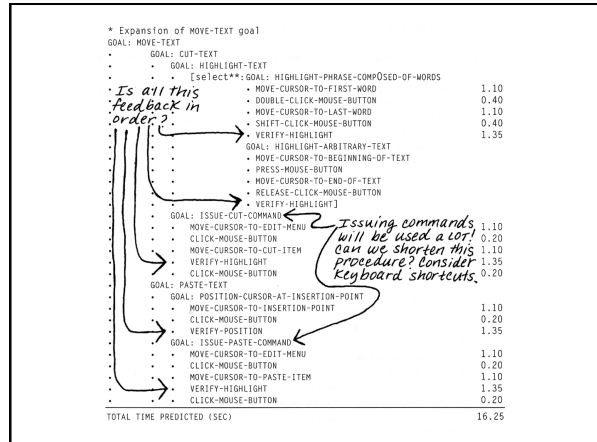 * Expansion of MOVE-TEXT goal
GOAL: MOVE-TEXT
• GOAL: CUT-TEXT
• • GOAL: HIGHLIGHT-TEXT
• • • [select**: GOAL: HIGHLIGHT-PHRASE-COMPOSED-OF-WORDS
Is all this
feedback in
order?
• MOVE-CURSOR-TO-FIRST-WORD 1.10
• DOUBLE-CLICK-MOUSE-BUTTON 0.40
• MOVE-CURSOR-TO-LAST-WORD 1.10
• SHIFT-CLICK-MOUSE-BUTTON 0.40
• VERIFY-HIGHLIGHT 1.35
GOAL: HIGHLIGHT-ARBITRARY-TEXT
• MOVE-CURSOR-TO-BEGINNING-OF-TEXT
• PRESS-MOUSE-BUTTON
• MOVE-CURSOR-TO-END-OF-TEXT
• RELEASE-CLICK-MOUSE-BUTTON
• VERIFY-HIGHLIGHT]
• • GOAL: ISSUE-CUT-COMMAND
• • • MOVE-CURSOR-TO-EDIT-MENU 1.10
• • • CLICK-MOUSE-BUTTON 0.20
• • • MOVE-CURSOR-TO-CUT-ITEM 1.10
• • • VERIFY-HIGHLIGHT 1.35
• • • CLICK-MOUSE-BUTTON 0.20
Issuing commands
will be used a LOT!
Can we shorten this
procedure? Consider
Keyboard shortcuts.
• GOAL: PASTE-TEXT
• • GOAL: POSITION-CURSOR-AT-INSERTION-POINT
• • • MOVE-CURSOR-TO-INSERTION-POINT 1.10
• • • CLICK-MOUSE-BUTTON 0.20
• • • VERIFY-POSITION 1.35
• • GOAL: ISSUE-PASTE-COMMAND
• • • MOVE-CURSOR-TO-EDIT-MENU 1.10
• • • CLICK-MOUSE-BUTTON 0.20
• • • MOVE-CURSOR-TO-PASTE-ITEM 1.10
• • • VERIFY-HIGHLIGHT 1.35
• • • CLICK-MOUSE-BUTTON 0.20
TOTAL TIME PREDICTED (SEC) 16.25